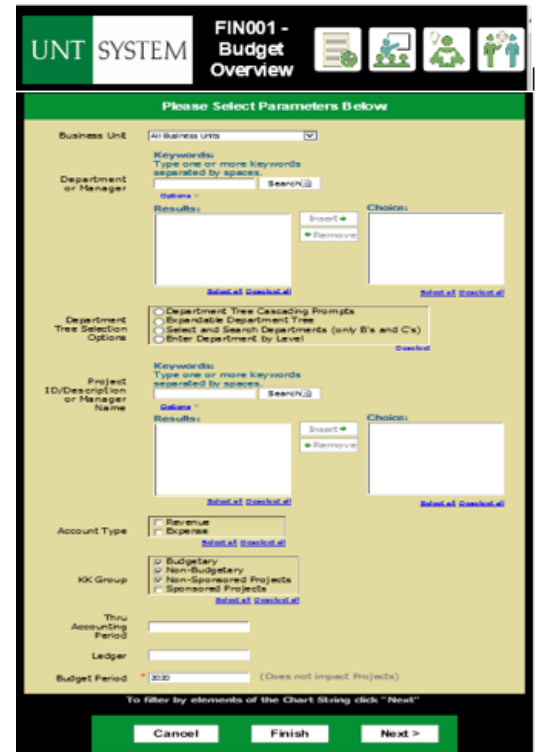 UNT SYSTEM
FIN001 -
Budget
Overview
Please Select Parameters Below
Business Unit
All Business Units
Keywords:
Type one or more keywords
separated by spaces.
Department
or Manager
Search
Options
Results:
Choice:
Insert
Remove
Select all Deselect all
Select all Deselect all
Department
Tree Selection
Options
Department Tree Cascading Prompts
Expandable Department Tree
Select and Search Departments (only B's and C's)
Enter Department by Level
Deselect
Project
ID/Description
or Manager
Name
Keywords:
Type one or more keywords
separated by spaces.
Search
Options
Results:
Choice:
Insert
Remove
Select all Deselect all
Select all Deselect all
Account Type
Revenue
Expense
Select all Deselect all
KK Group
Budgetary
Non-Budgetary
Non-Sponsored Projects
Sponsored Projects
Select all Deselect all
Thru
Accounting
Period
Ledger
Budget Period
* 2020
(Does not impact Projects)
To filter by elements of the Chart String click "Next"
Cancel
Finish
Next >